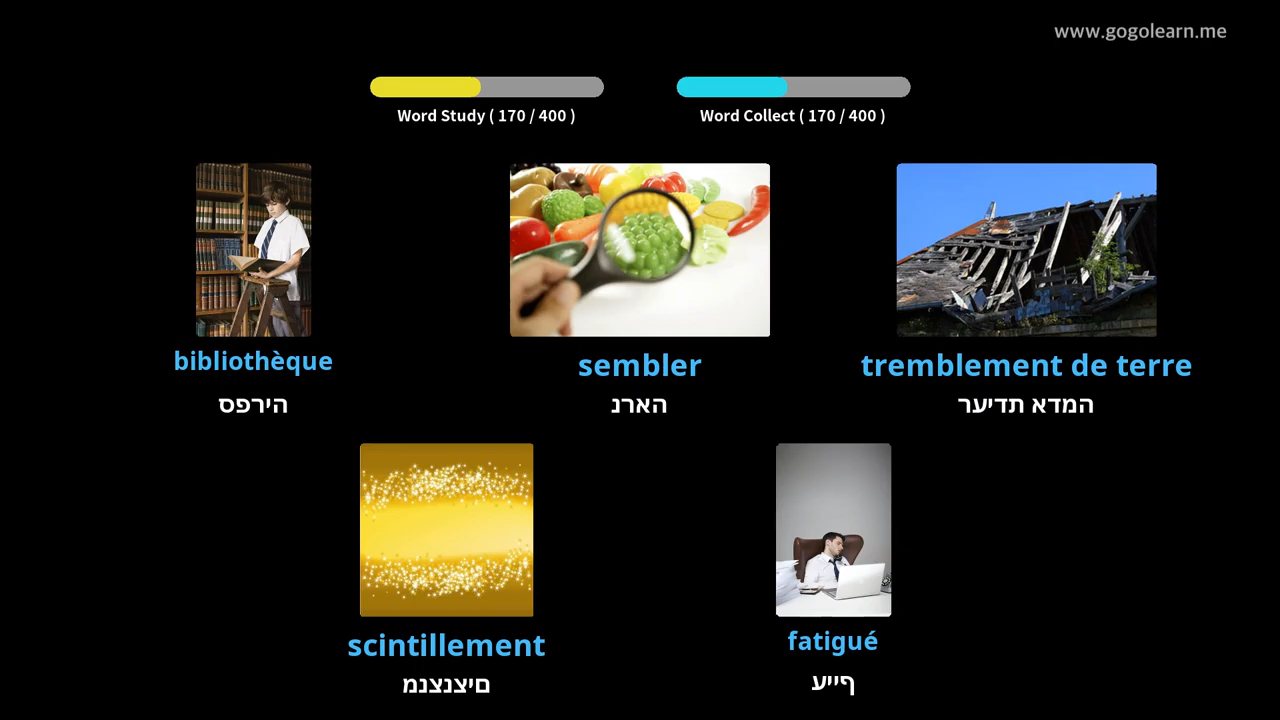 www.gogolearn.me
Word Study ( 170 / 400 )
Word Collect ( 170 / 400 )
bibliothèque
הירפס
sembler
הארנ
tremblement de terre
המדא תדיער
scintillement
םיצנצנמ
fatigué
ףייע